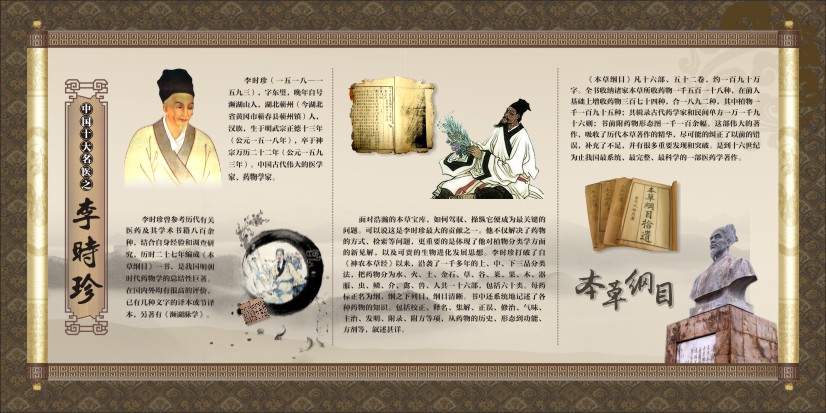 中国十大名医之
李時珍
李时珍（一五一八—一
五九三），字东璧，晚年自号
濒湖山人，湖北蕲州（今湖北
省黄冈市蕲春县蕲州镇）人，
汉族，生于明武宗正德十三年
（公元一五一八年），卒于神
宗万历二十二年（公元一五九
三年）。中国古代伟大的医学
家、药物学家。
李时珍曾参考历代有关
医药及其学术书籍八百余
种，结合自身经验和调查研
究，历时二十七年编成《本
草纲目》一书，是我国明朝
时代药物学的总结性巨著。
在国内外均有很高的评价，
已有几种文字的译本或节译
本，另著有《濒湖脉学》。
面对浩瀚的本草宝库，如何驾驭，操纵它便成为最关键的
问题。可以说这是李时珍最大的贡献之一，他不仅解决了药物
的方式、检索等问题，更重要的是体现了他对植物分类学方面
的新见解，以及可贵的生物进化发展思想。李时珍打破了自
《神农本草经》以来，沿袭了一千多年的上、中、下三品分类
法，把药物分为水、火、土、金石、草、谷、菜、果、木、器
服、虫、鳞、介、禽、兽、人共一十六部，包括六十类。每药
标正名为纲，纲之下列目，纲目清晰。书中还系统地记述了各
种药物的知识。包括校正、释名、集解、正误、修治、气味、
主治、发明、附录、附方等项，从药物的历史、形态到功能、
方剂等，叙述甚详。
《本草纲目》凡十六部、五十二卷，约一百九十万
字。全书收纳诸家本草所收药物一千五百一十八种，在前人
基础上增收药物三百七十四种，合一八九二种，其中植物一
千一百九十五种；共辑录古代药学家和民间单方一万一千九
十六则；书前附药物形态图一千一百余幅。这部伟大的著
作，吸收了历代本草著作的精华，尽可能的纠正了以前的错
误，补充了不足，并有很多重要发现和突破。是到十六世纪
为止我国最系统、最完整、最科学的一部医药学著作。
本草纲目拾遗
本草纲目